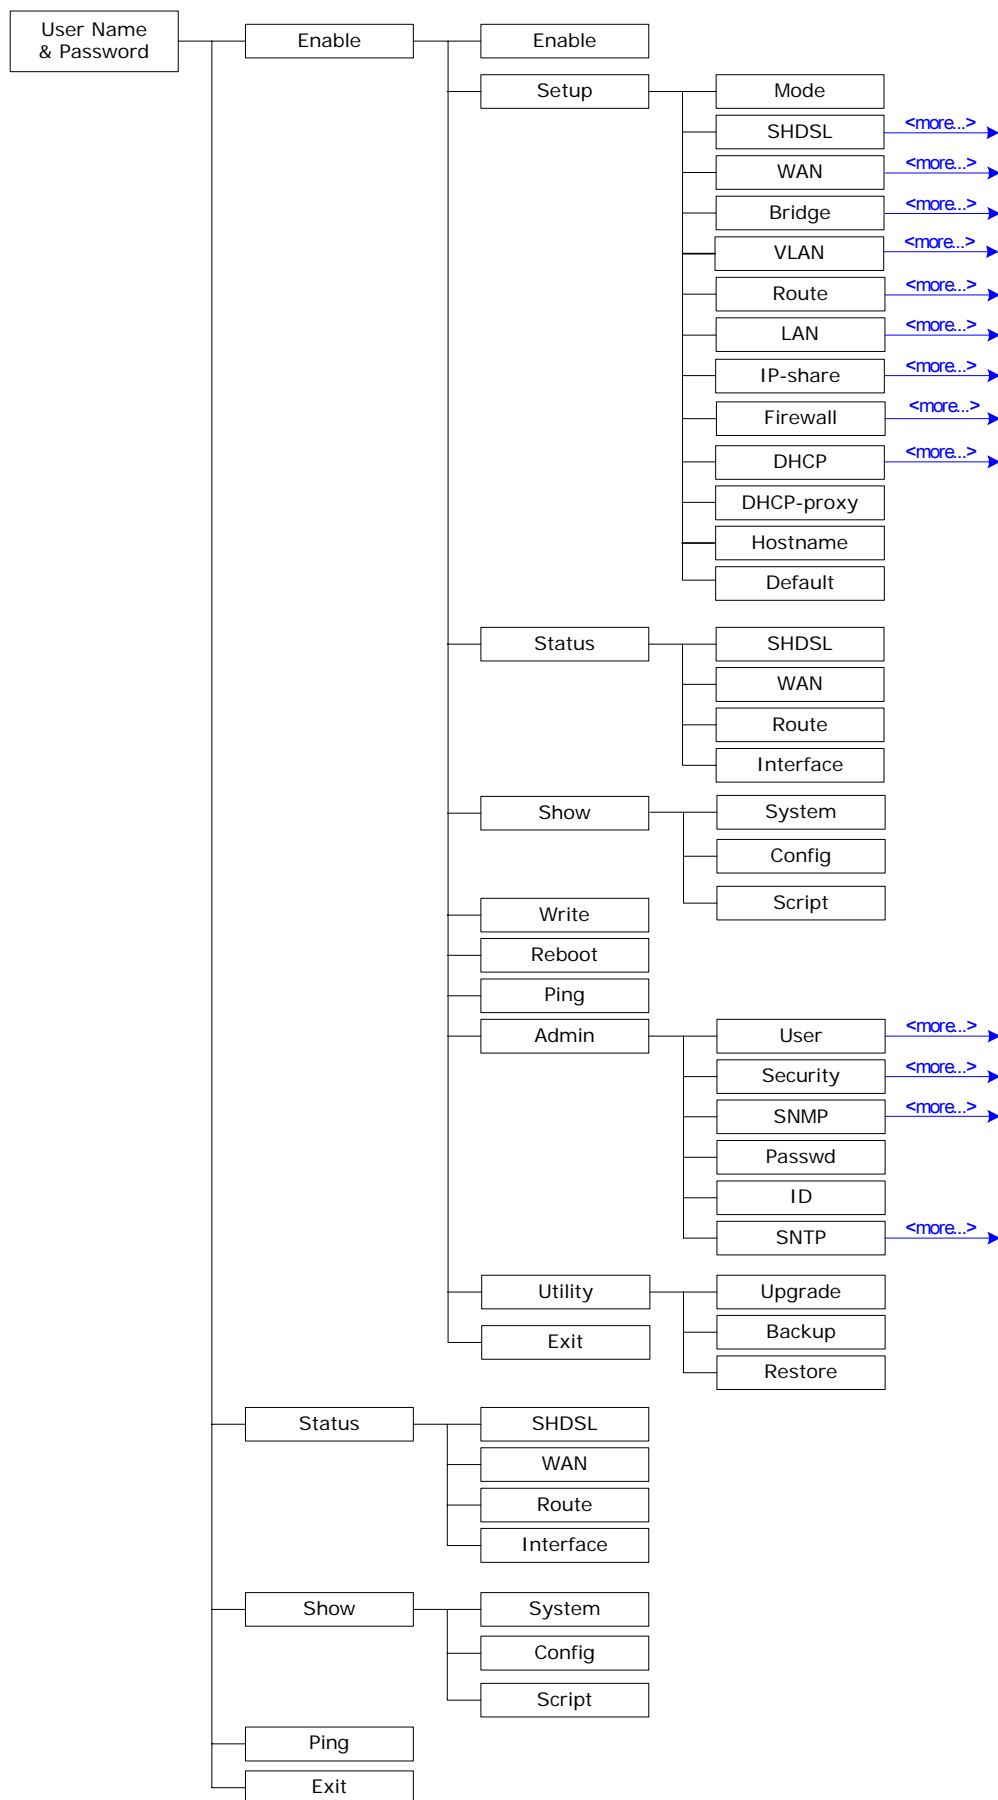 User Name
& Password
Enable
Enable
Setup
Mode
SHDSL
<more...>
WAN
<more...>
Bridge
<more...>
VLAN
<more...>
Route
<more...>
LAN
<more...>
IP-share
<more...>
Firewall
<more...>
DHCP
<more...>
DHCP-proxy
Hostname
Default
Status
SHDSL
WAN
Route
Interface
Show
System
Config
Script
Write
Reboot
Ping
Admin
User
<more...>
Security
<more...>
SNMP
<more...>
Passwd
ID
SNTP
<more...>
Utility
Upgrade
Backup
Restore
Exit
Status
SHDSL
WAN
Route
Interface
Show
System
Config
Script
Ping
Exit